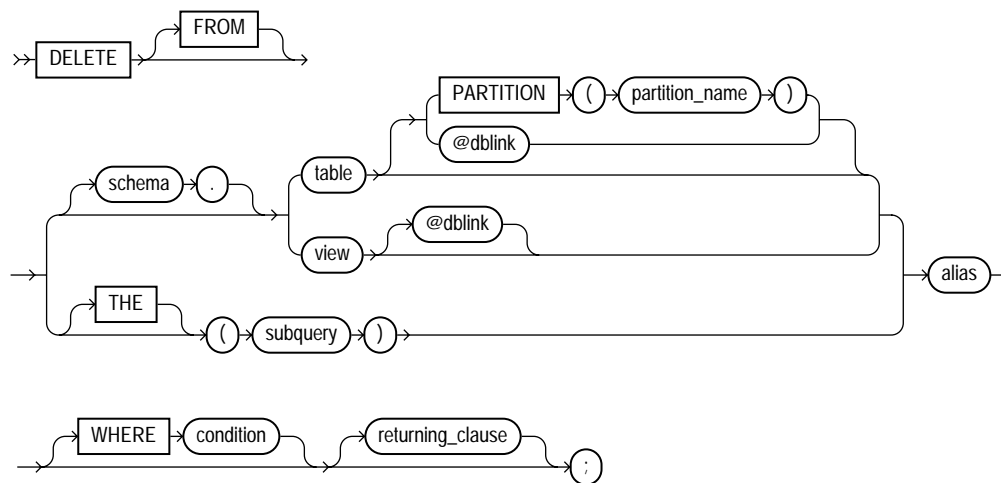 FROM
DELETE
PARTITION ( partition_name )
@dblink
table
schema .
@dblink
view
alias
THE
( subquery )
WHERE condition returning_clause
;